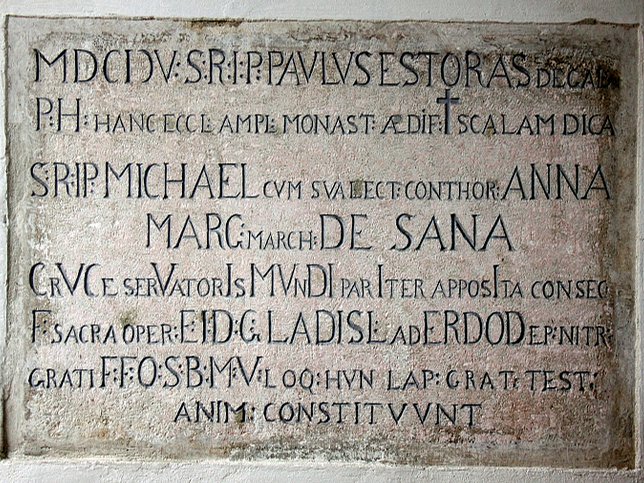 MDCIƆV: S: R: I: P: PAVLVS ESTORAS DE GAL
P: H: HANC ECCL: AMPL: MONAST: ÆDIF: † SCALAM DICA
S: R: I P: MICHAEL CVM SVA LECT: CONTHOR: ANNA
MARG: MARCH: DE SANA
CrVCe serVatorIs MVnDI parIter apposIta conseC
F: SACRA OPER: E: I: D: G LADISL: AD ERDOD EP: NITR:
GRATI F: F: O: S: B: M: V: LOQ: HVN LAP: GRAT: TEST:
ANIM: CONSTITVVNT